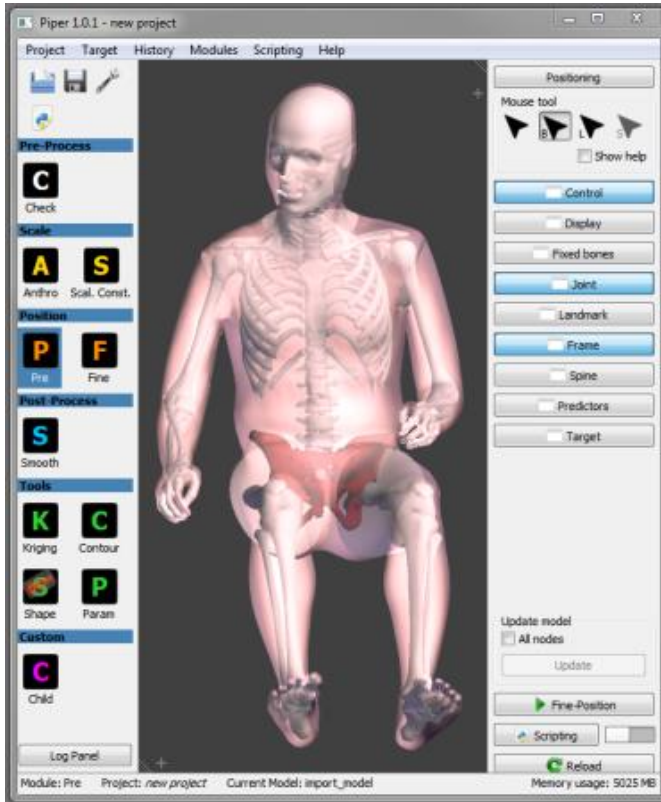 Piper 1.0.1 - new project
Project Target History Modules Scripting Help
Pre-Process
C
Check
Scale
A S
Anthro Scal. Const.
Position
P F
Pre Fine
Post-Process
S
Smooth
Tools
K C
Kriging Contour
S P
Shape Param
Custom
C
Child
Log Panel
Positioning
Mouse tool
B L S
Show help
Control
Display
Fixed bones
Joint
Landmark
Frame
Spine
Predictors
Target
Update model
All nodes
Update
Fine-Position
Scripting
Reload
Module: Pre Project: new project Current Model: import_model Memory usage: 5025 MB